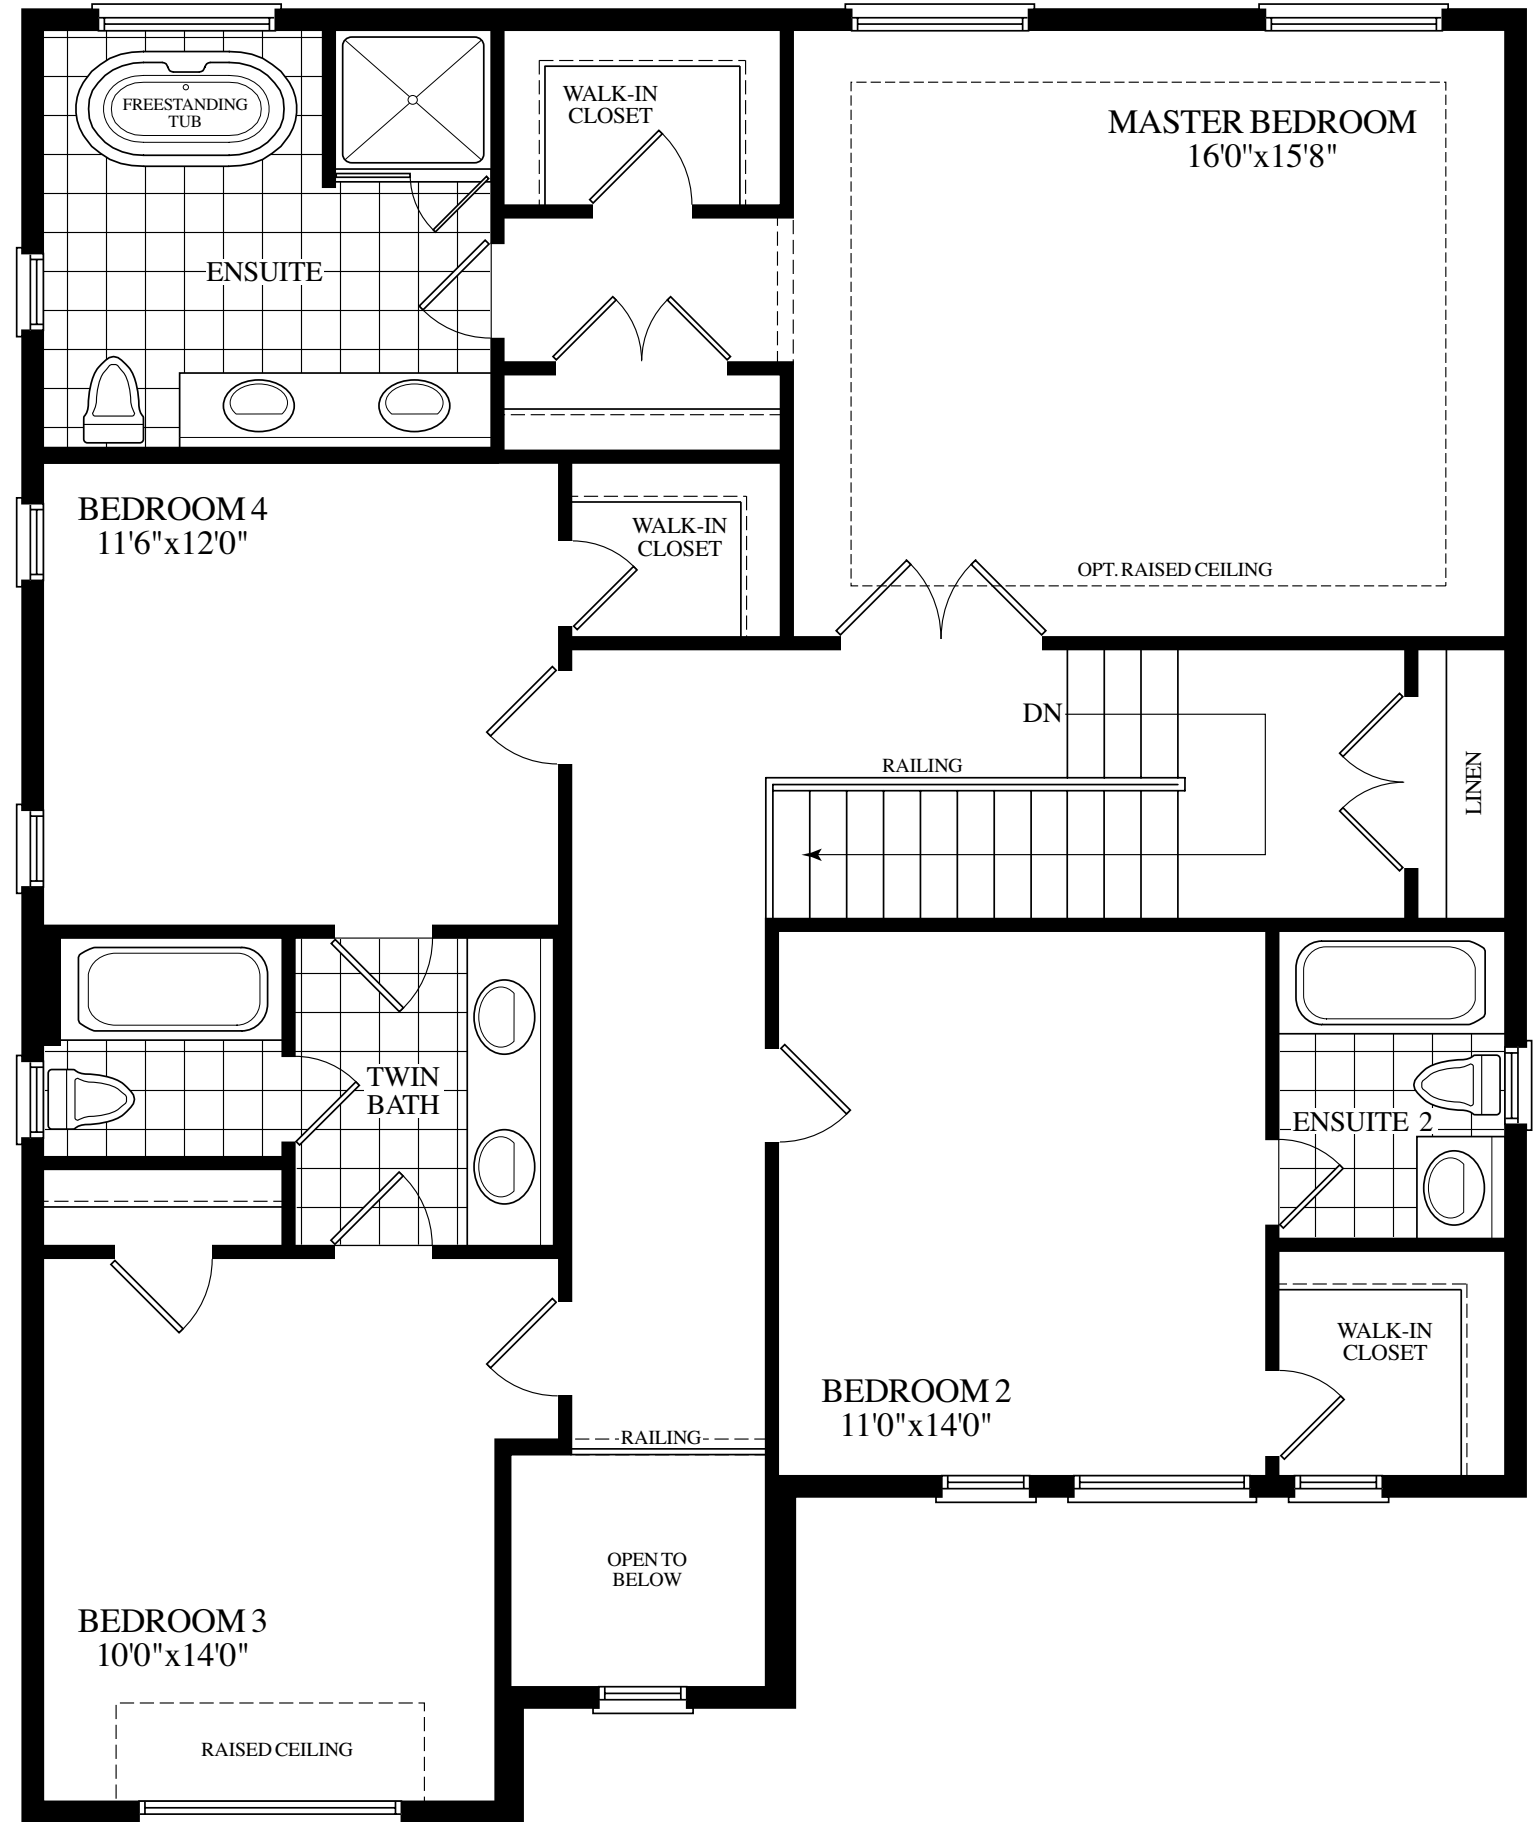 FREESTANDING
TUB
WALK-IN
CLOSET
MASTER BEDROOM
16'0"x15'8"
ENSUITE
BEDROOM 4
11'6"x12'0"
WALK-IN
CLOSET
OPT. RAISED CEILING
DN
RAILING
LINEN
TWIN
BATH
ENSUITE 2
WALK-IN
CLOSET
BEDROOM 2
11'0"x14'0"
RAILING
OPEN TO
BELOW
BEDROOM 3
10'0"x14'0"
RAISED CEILING